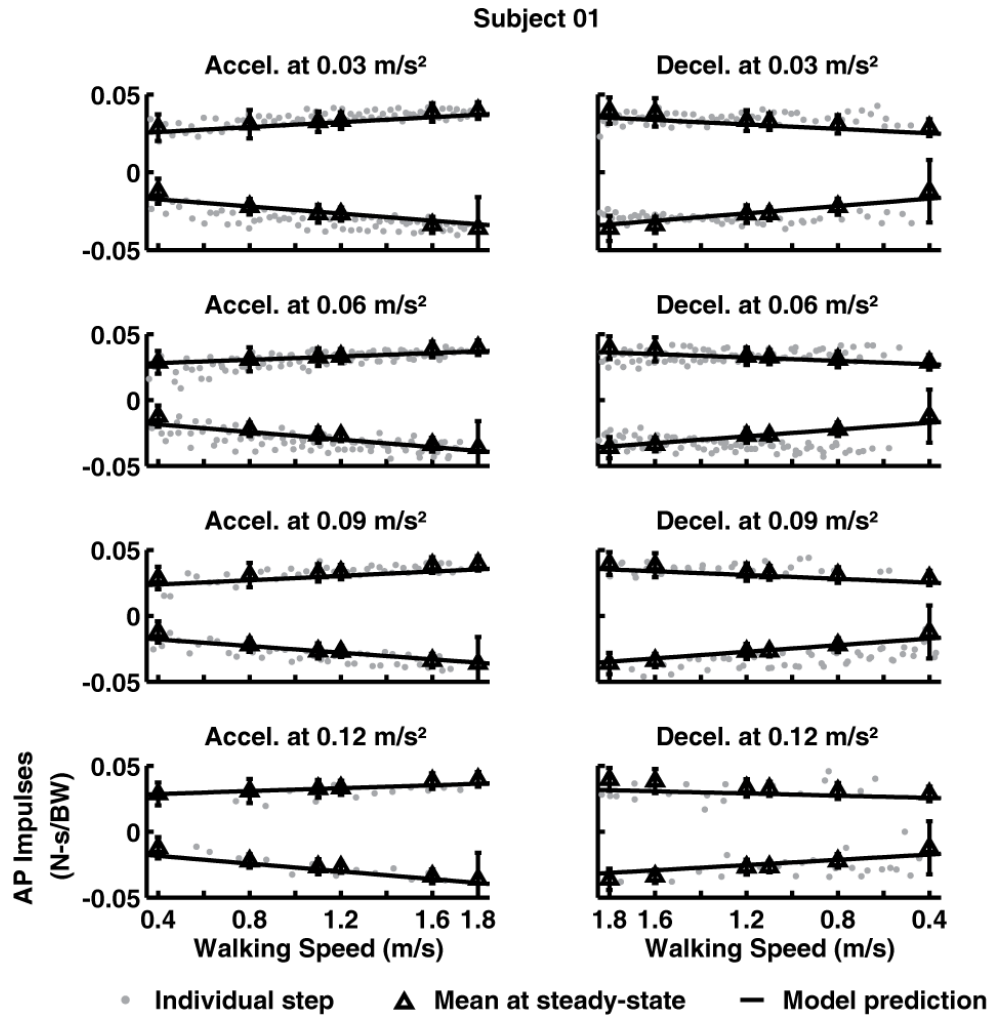 Subject 01
Accel. at 0.03 m/s²
Decel. at 0.03 m/s²
0.05
0
-0.05
Accel. at 0.06 m/s²
Decel. at 0.06 m/s²
0.05
0
-0.05
Accel. at 0.09 m/s²
Decel. at 0.09 m/s²
0.05
0
-0.05
Accel. at 0.12 m/s²
Decel. at 0.12 m/s²
AP Impulses
(N-s/BW)
0.05
0
-0.05
0.4 0.8 1.2 1.6 1.8
1.8 1.6 1.2 0.8 0.4
Walking Speed (m/s)
Walking Speed (m/s)
Individual step
Mean at steady-state
Model prediction